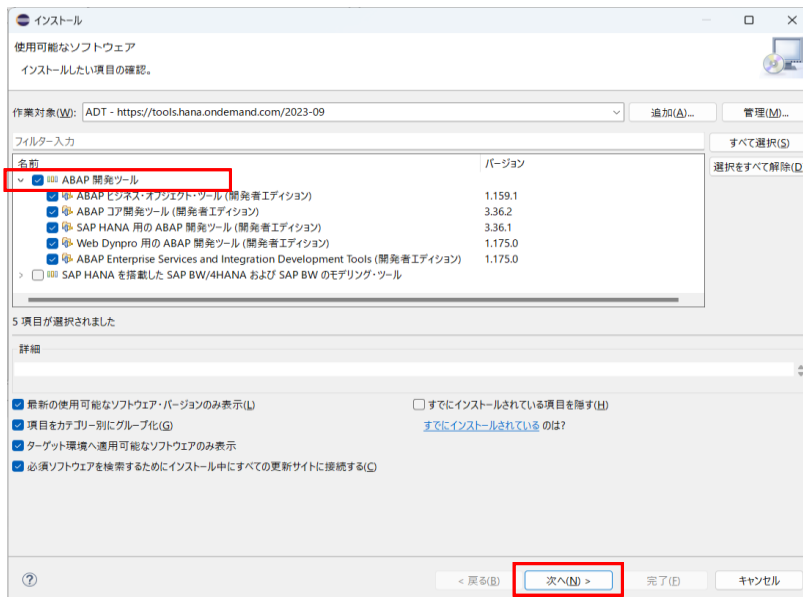 インストール
使用可能なソフトウェア
インストールしたい項目の確認。
作業対象(W): ADT - https://tools.hana.ondemand.com/2023-09 追加(A)... 管理(M)...
フィルター入力 すべて選択(S)
名前 バージョン 選択をすべて解除(D
ABAP 開発ツール
ABAP ビジネス・オブジェクト・ツール (開発者エディション) 1.159.1
ABAP コア開発ツール (開発者エディション) 3.36.2
SAP HANA 用の ABAP 開発ツール (開発者エディション) 3.36.1
Web Dynpro 用の ABAP 開発ツール (開発者エディション) 1.175.0
ABAP Enterprise Services and Integration Development Tools (開発者エディション) 1.175.0
SAP HANA を搭載した SAP BW/4HANA および SAP BW のモデリング・ツール
5 項目が選択されました
詳細
最新の使用可能なソフトウェア・バージョンのみ表示(L) すでにインストールされている項目を隠す(H)
項目をカテゴリー別にグループ化(G) すでにインストールされている のは?
ターゲット環境へ適用可能なソフトウェアのみ表示
必須ソフトウェアを検索するためにインストール中にすべての更新サイトに接続する(C)
< 戻る(B) 次へ(N) > 完了(F) キャンセル